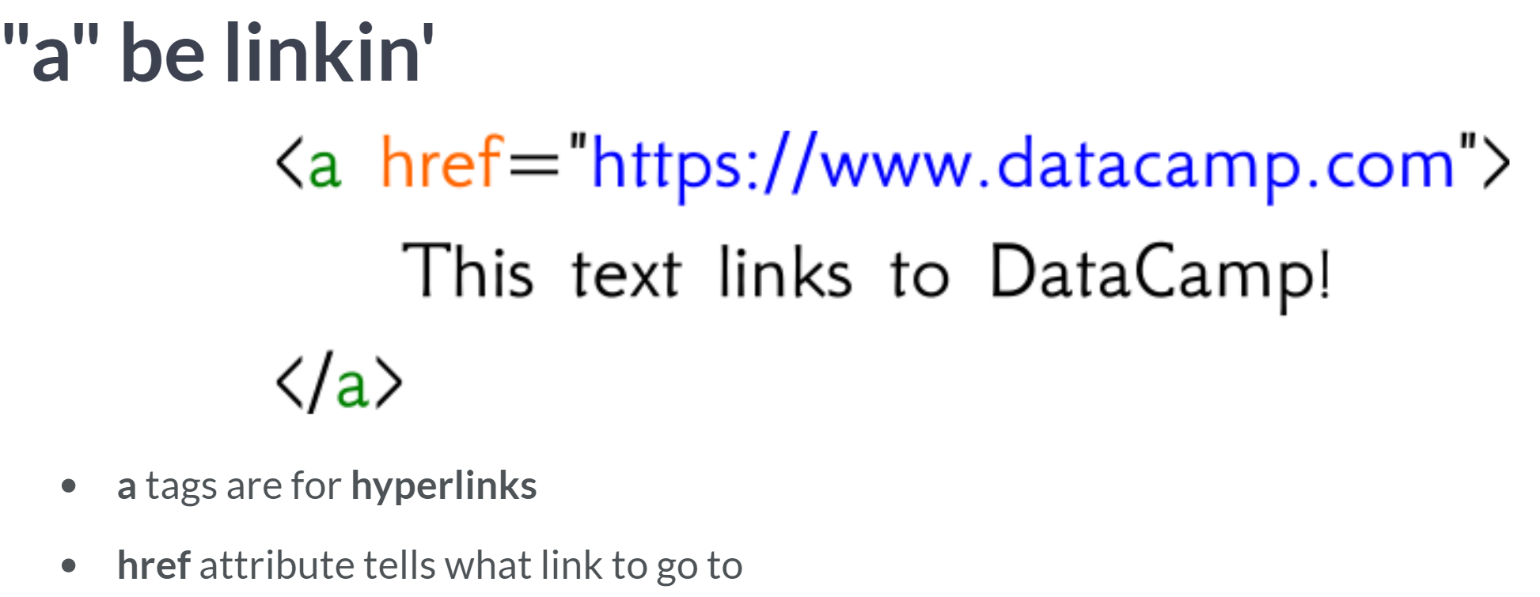 "a" be linkin'
<a href="https://www.datacamp.com">
This text links to DataCamp!
</a>
• a tags are for hyperlinks
• href attribute tells what link to go to